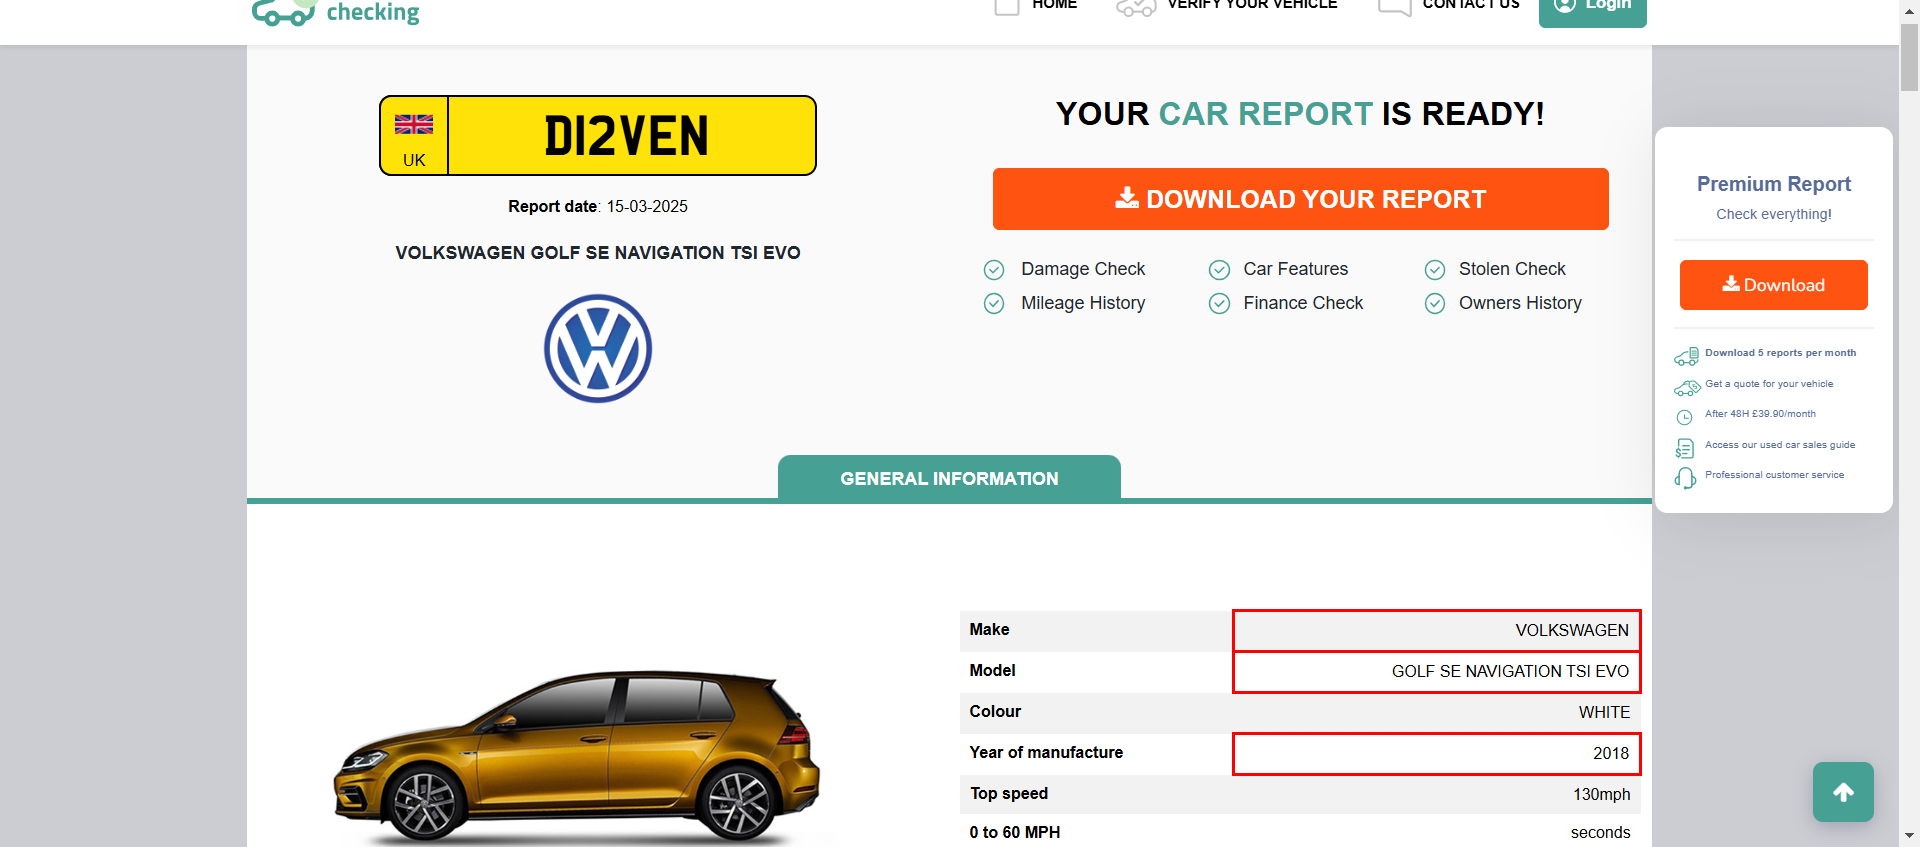 checking
HOME
VERIFY YOUR VEHICLE
CONTACT US
Login
UK
D12VEN
Report date: 15-03-2025
VOLKSWAGEN GOLF SE NAVIGATION TSI EVO
YOUR CAR REPORT IS READY!
DOWNLOAD YOUR REPORT
Damage Check
Car Features
Stolen Check
Mileage History
Finance Check
Owners History
Premium Report
Check everything!
Download
Download 5 reports per month
Get a quote for your vehicle
After 48H £39.90/month
Access our used car sales guide
Professional customer service
GENERAL INFORMATION
Make VOLKSWAGEN
Model GOLF SE NAVIGATION TSI EVO
Colour WHITE
Year of manufacture 2018
Top speed 130mph
0 to 60 MPH seconds